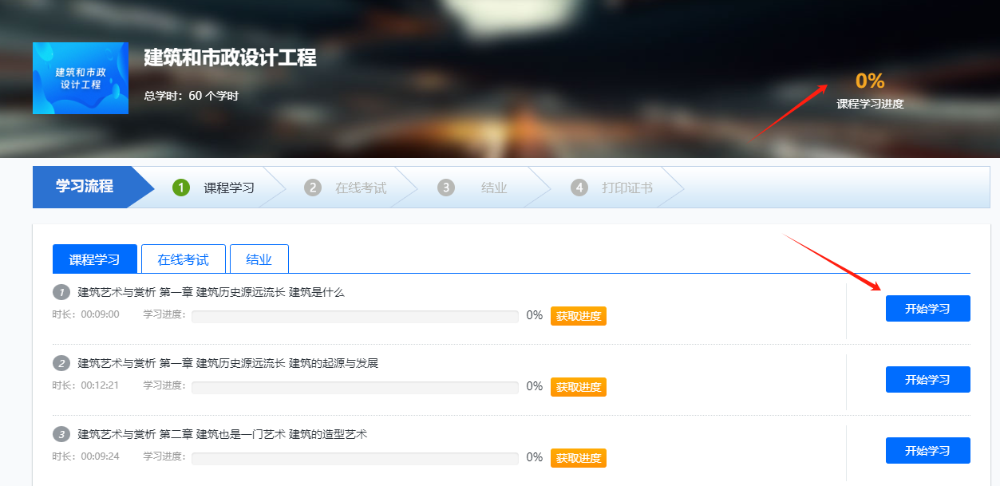 建筑和市政
设计工程
建筑和市政设计工程
总学时：60 个学时
0%
课程学习进度
学习流程 1 课程学习 2 在线考试 3 结业 4 打印证书
课程学习 在线考试 结业
1 建筑艺术与赏析 第一章 建筑历史源远流长 建筑是什么
时长：00:09:00 学习进度： 0% 获取进度 开始学习
2 建筑艺术与赏析 第一章 建筑历史源远流长 建筑的起源与发展
时长：00:12:21 学习进度： 0% 获取进度 开始学习
3 建筑艺术与赏析 第二章 建筑也是一门艺术 建筑的造型艺术
时长：00:09:24 学习进度： 0% 获取进度 开始学习